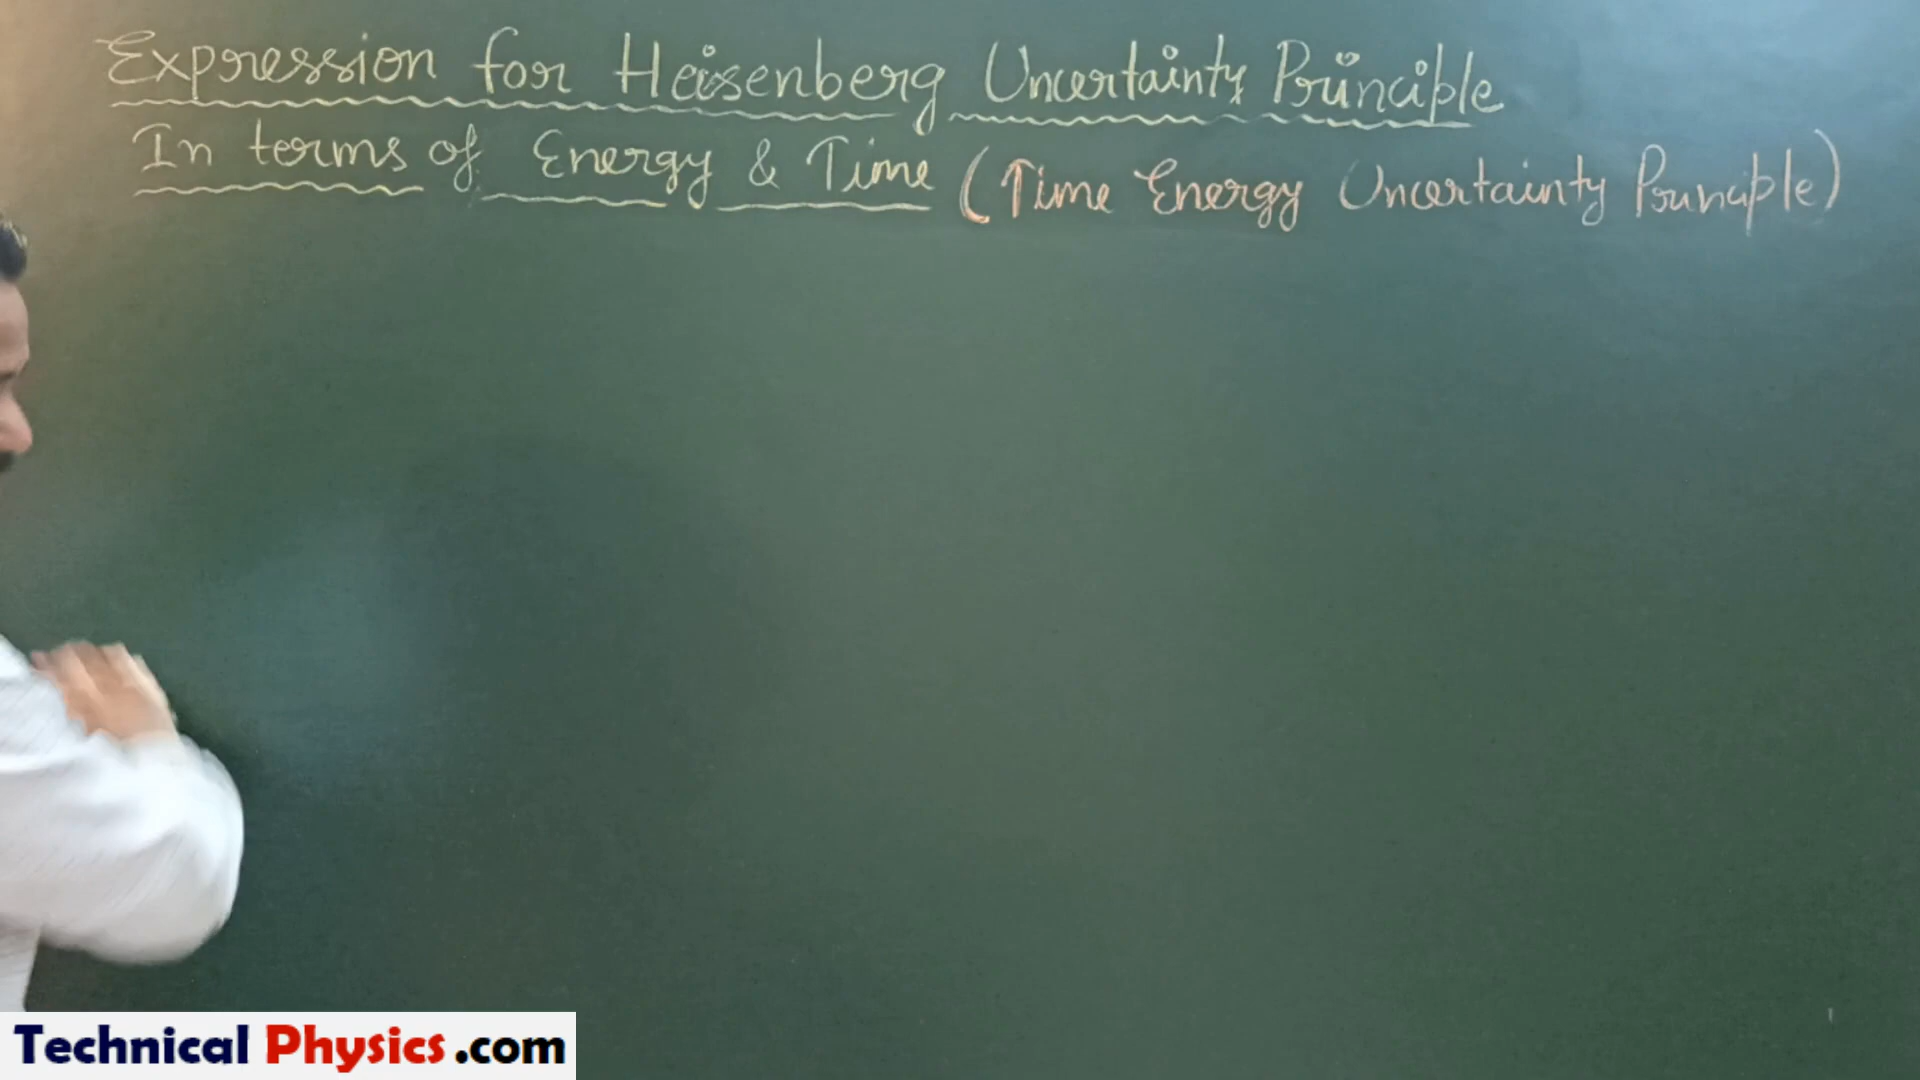 Expression for Heisenberg Uncertainty Principle
In terms of Energy & Time (Time Energy Uncertainty Principle)
Technical Physics.com